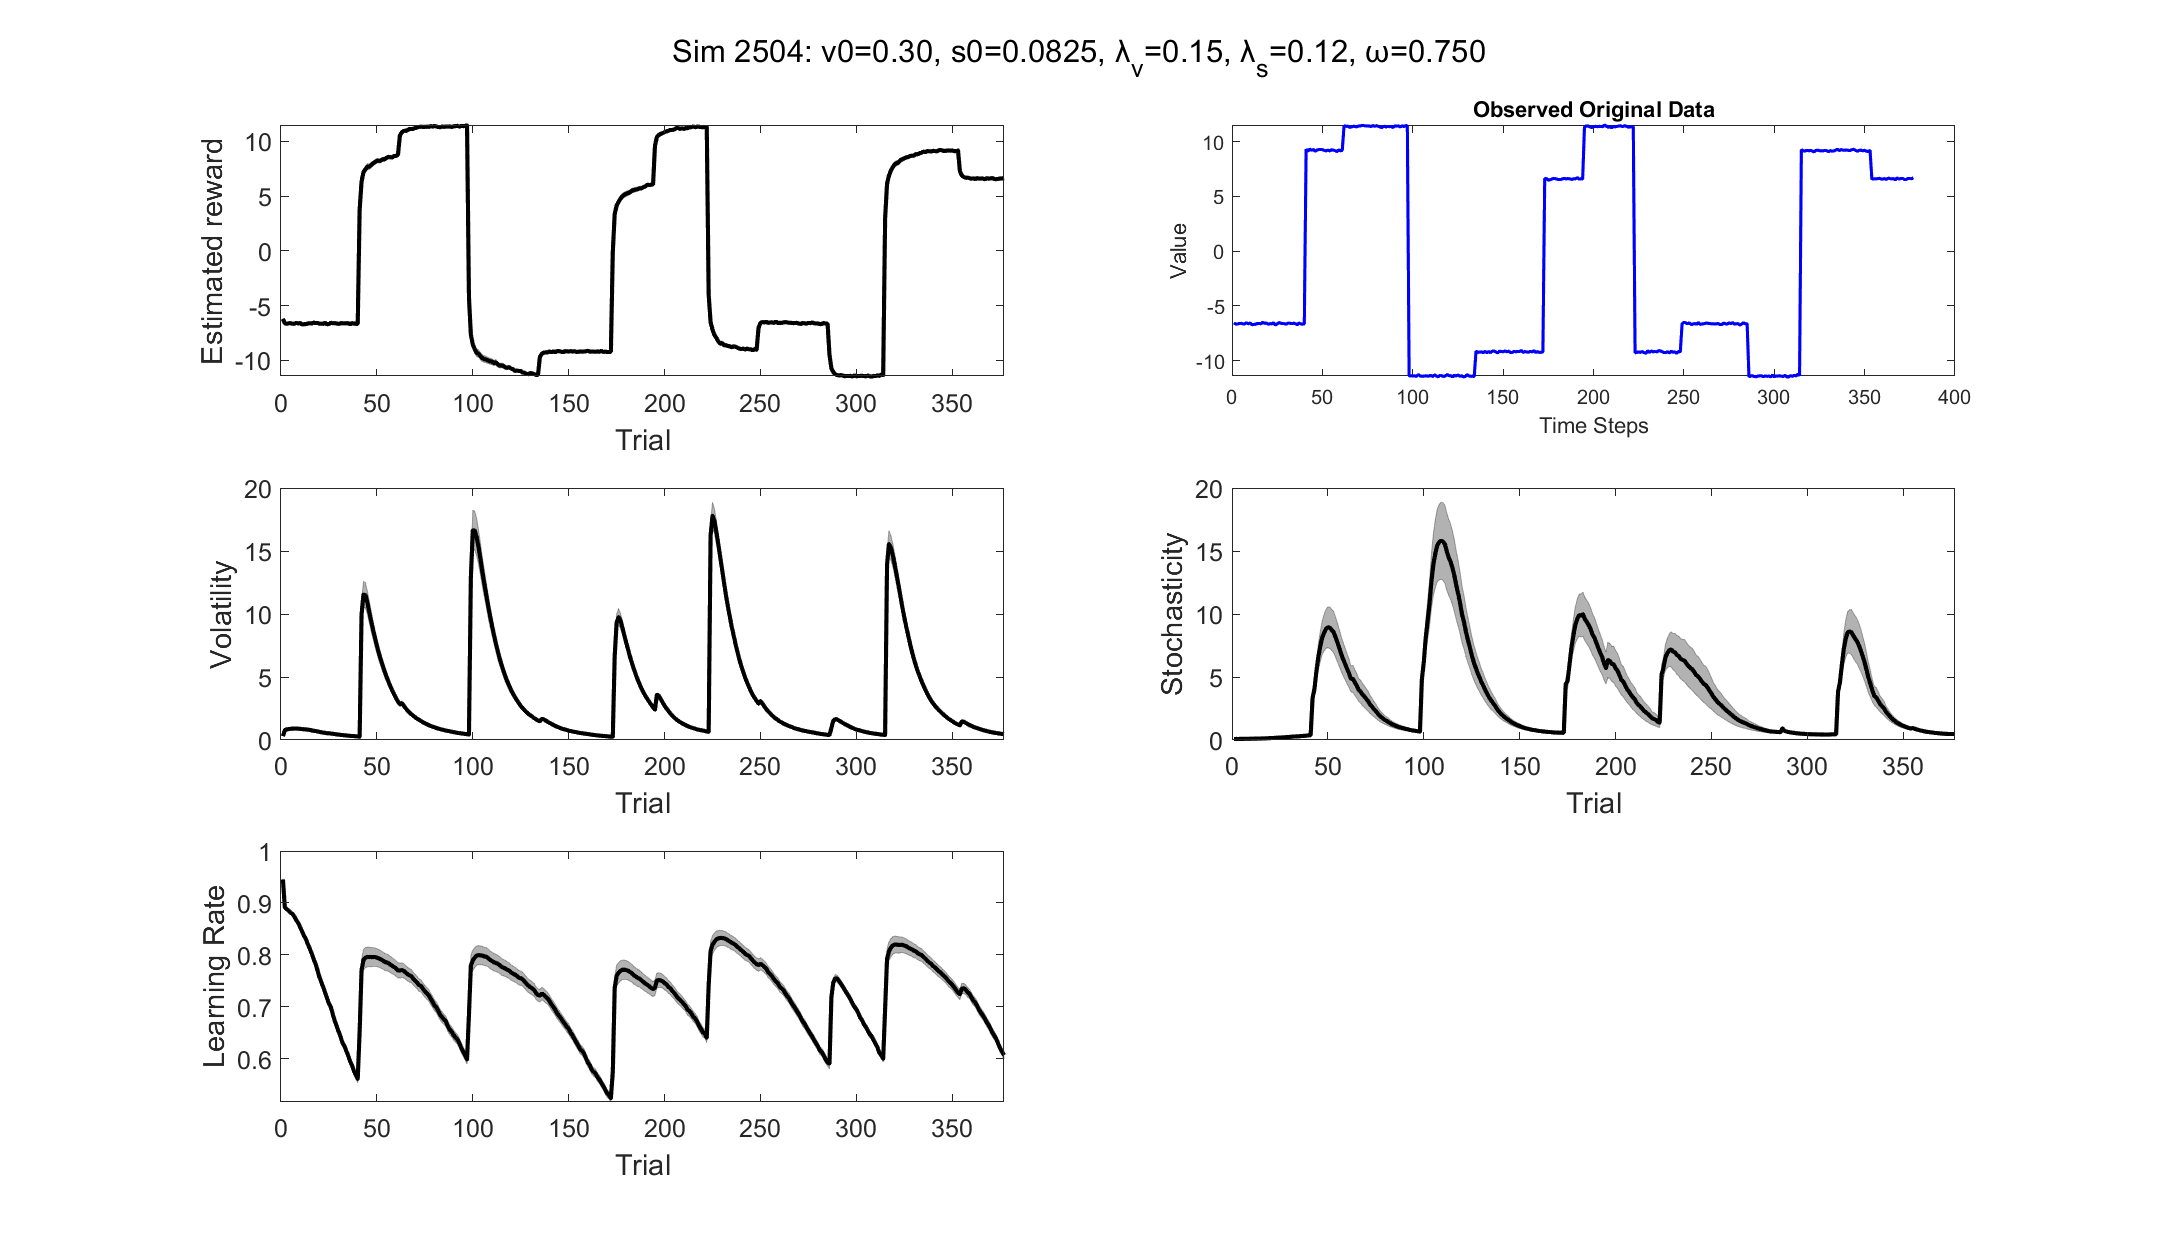 Sim 2504: v0=0.30, s0=0.0825, λv=0.15, λs=0.12, ω=0.750
Estimated reward
10
5
0
-5
-10
0 50 100 150 200 250 300 350
Trial
Observed Original Data
Value
10
5
0
-5
-10
0 50 100 150 200 250 300 350 400
Time Steps
Volatility
20
15
10
5
0
0 50 100 150 200 250 300 350
Trial
Stochasticity
20
15
10
5
0
0 50 100 150 200 250 300 350
Trial
Learning Rate
1
0.9
0.8
0.7
0.6
0 50 100 150 200 250 300 350
Trial